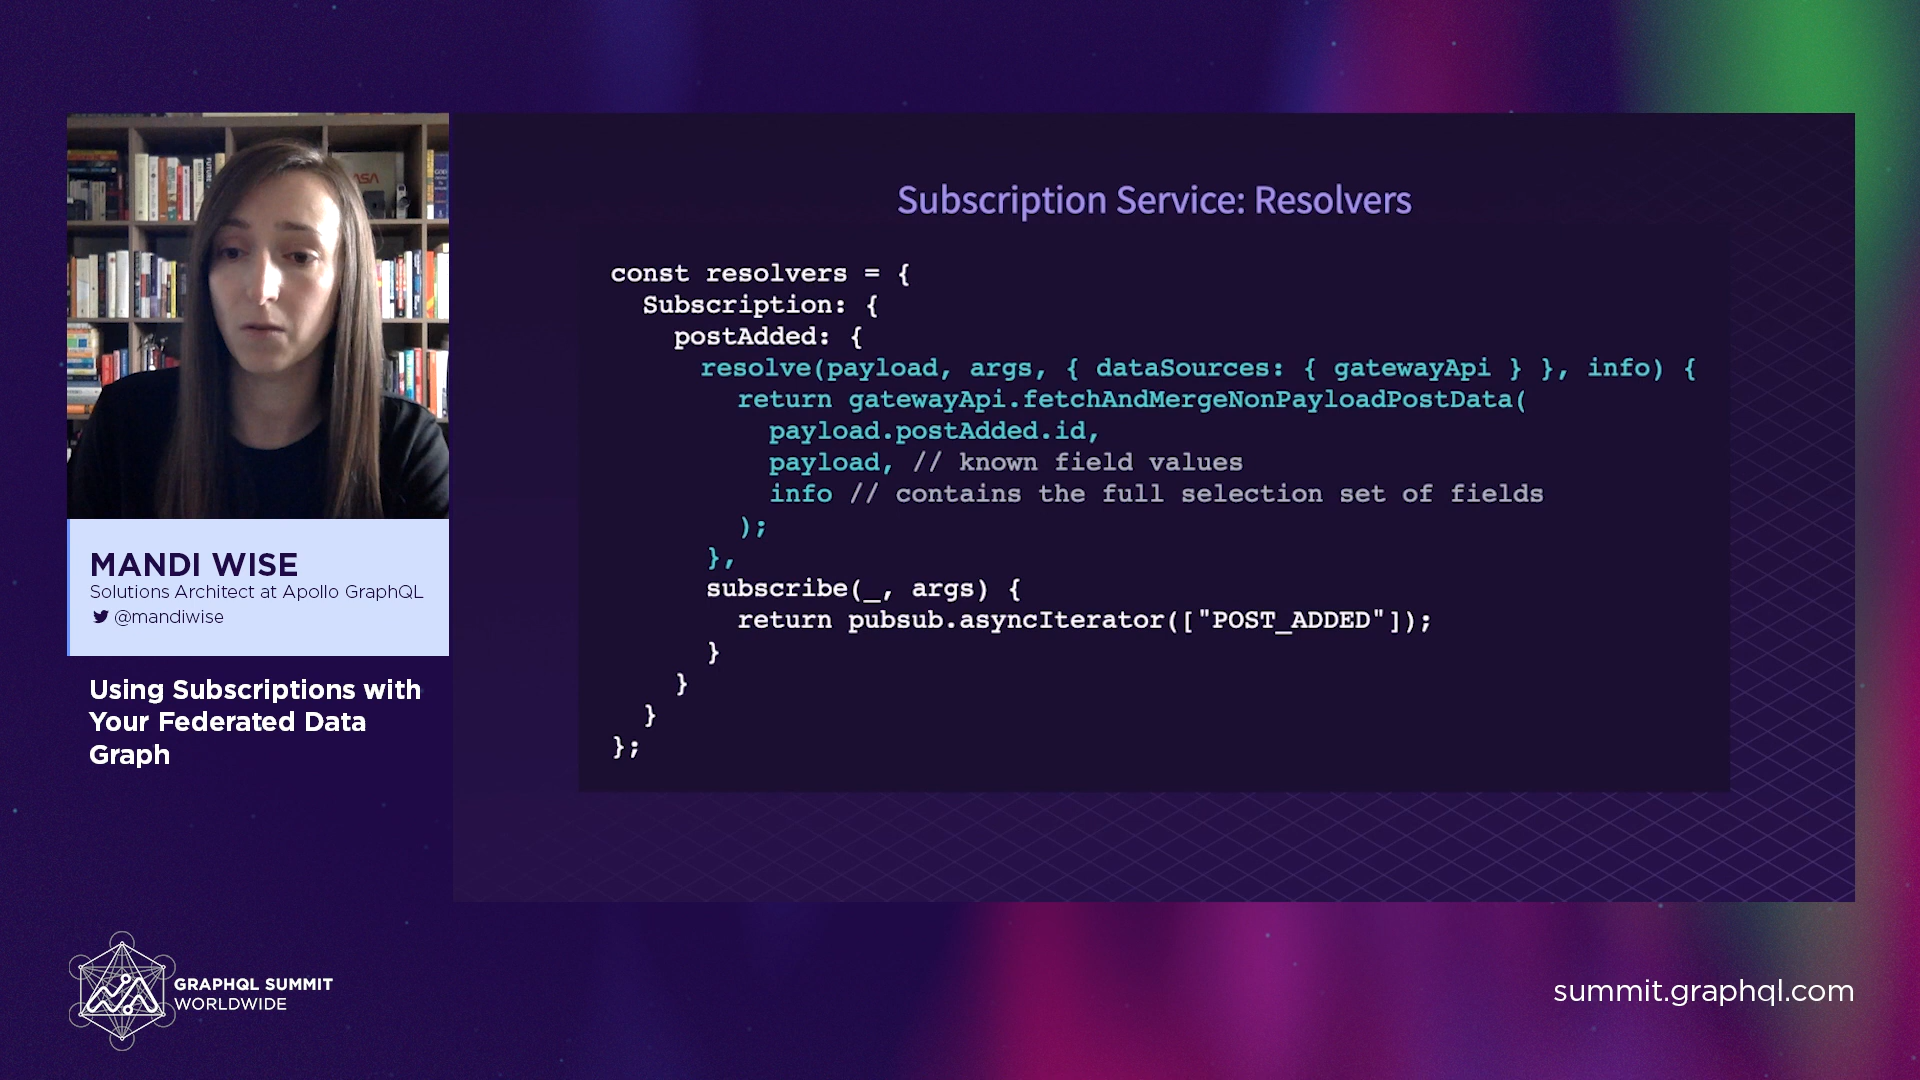 Subscription Service: Resolvers
const resolvers = {
  Subscription: {
    postAdded: {
      resolve(payload, args, { dataSources: { gatewayApi } }, info) {
        return gatewayApi.fetchAndMergeNonPayloadPostData(
          payload.postAdded.id,
          payload, // known field values
          info // contains the full selection set of fields
        );
      },
      subscribe(_, args) {
        return pubsub.asyncIterator(["POST_ADDED"]);
      }
    }
  }
};
MANDI WISE
Solutions Architect at Apollo GraphQL
@mandiwise
Using Subscriptions with
Your Federated Data
Graph
GRAPHQL SUMMIT
WORLDWIDE
summit.graphql.com